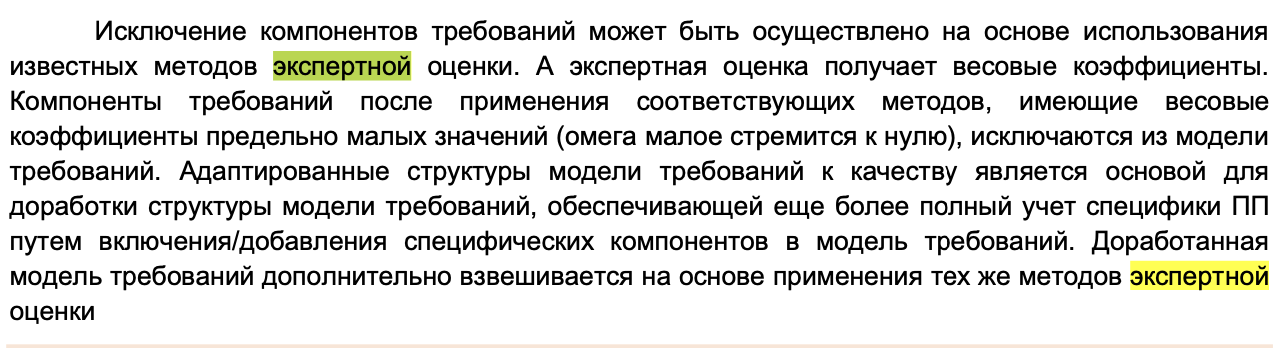 Исключение компонентов требований может быть осуществлено на основе использования
известных методов экспертной оценки. А экспертная оценка получает весовые коэффициенты.
Компоненты требований после применения соответствующих методов, имеющие весовые
коэффициенты предельно малых значений (омега малое стремится к нулю), исключаются из модели
требований. Адаптированные структуры модели требований к качеству является основой для
доработки структуры модели требований, обеспечивающей еще более полный учет специфики ПП
путем включения/добавления специфических компонентов в модель требований. Доработанная
модель требований дополнительно взвешивается на основе применения тех же методов экспертной
оценки